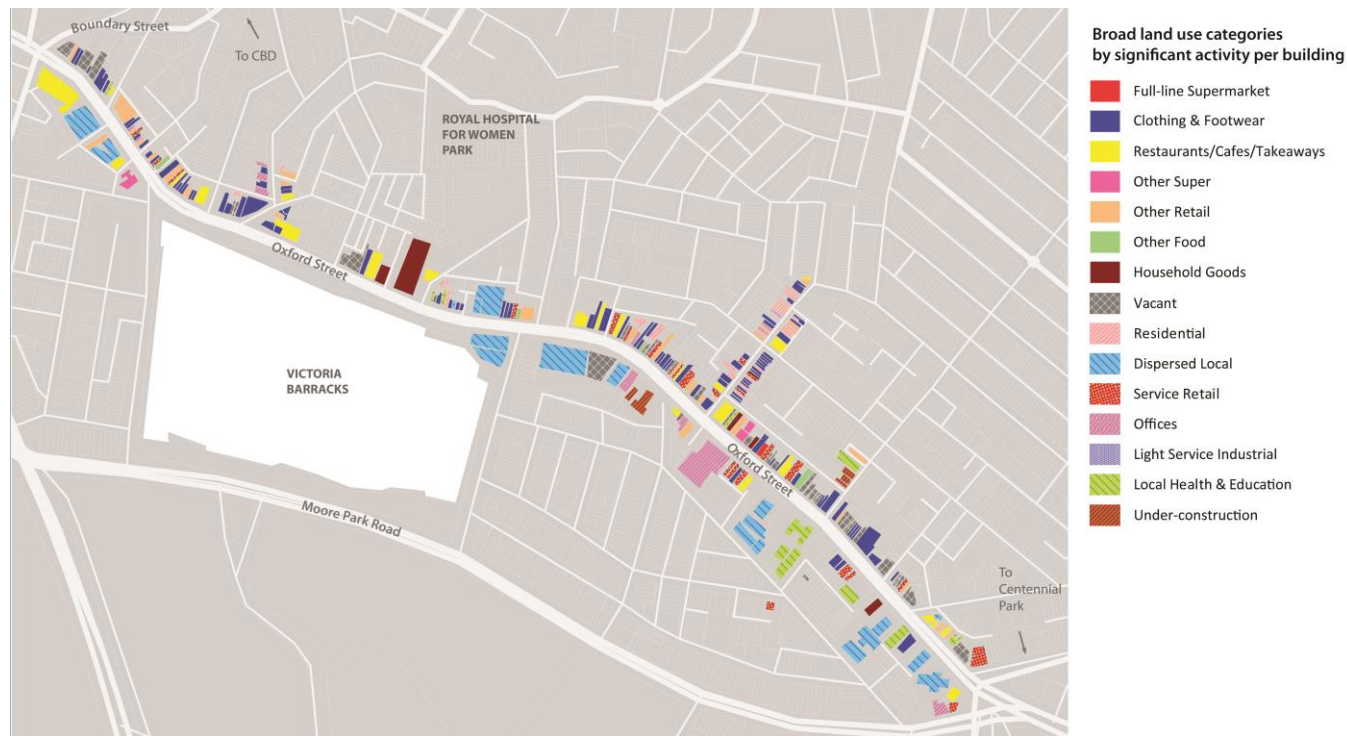 Boundary Street
To CBD
ROYAL HOSPITAL
FOR WOMEN
PARK
Oxford Street
VICTORIA
BARRACKS
Oxford Street
Moore Park Road
To
Centennial
Park
Broad land use categories
by significant activity per building
Full-line Supermarket
Clothing & Footwear
Restaurants/Cafes/Takeaways
Other Super
Other Retail
Other Food
Household Goods
Vacant
Residential
Dispersed Local
Service Retail
Offices
Light Service Industrial
Local Health & Education
Under-construction